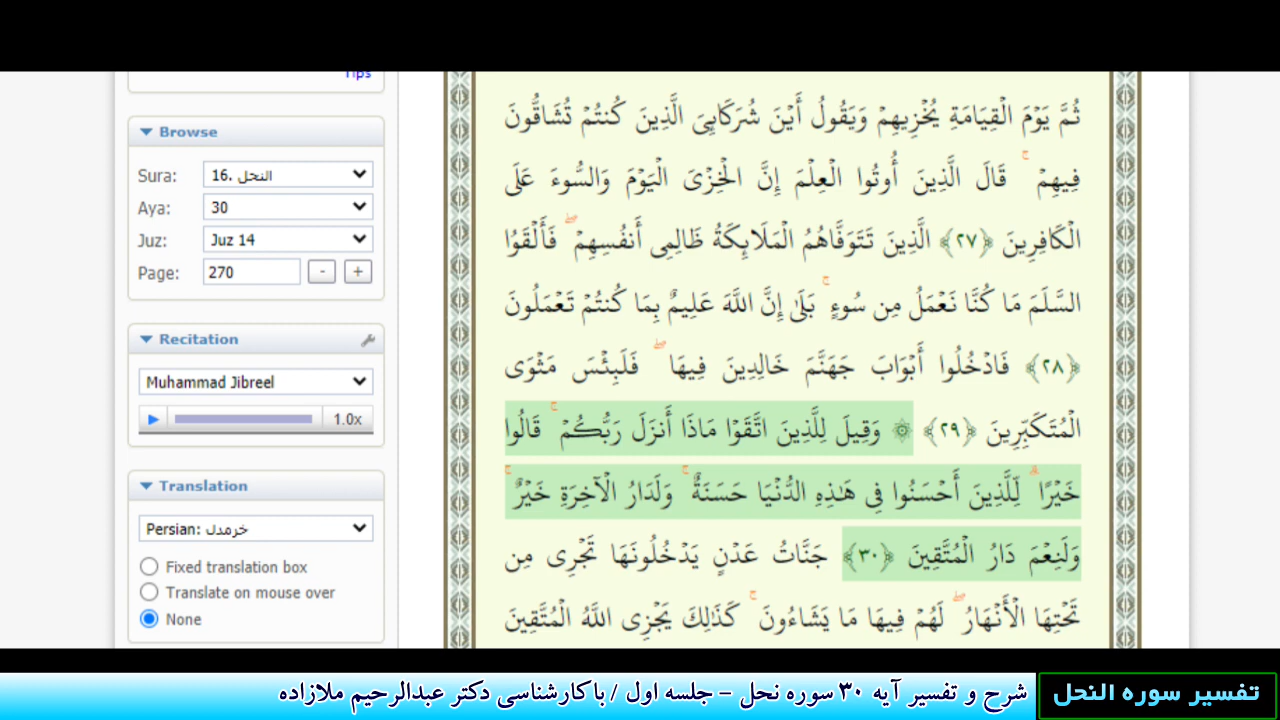 Tips
Browse
Sura: 16. النحل
Aya: 30
Juz: Juz 14
Page: 270 - +
Recitation
Muhammad Jibreel
1.0x
Translation
Persian: خرمدل
Fixed translation box
Translate on mouse over
None
ثُمَّ يَوْمَ الْقِيَامَةِ يُخْزِيهِمْ وَيَقُولُ أَيْنَ شُرَكَائِىَ الَّذِينَ كُنتُمْ تُشَاقُّونَ
فِيهِمْ ۚ قَالَ الَّذِينَ أُوتُوا الْعِلْمَ إِنَّ الْخِزْىَ الْيَوْمَ وَالسُّوءَ عَلَى
الْكَافِرِينَ ﴿٢٧﴾ الَّذِينَ تَتَوَفَّاهُمُ الْمَلَائِكَةُ ظَالِمِى أَنفُسِهِمْ ۖ فَأَلْقَوُا
السَّلَمَ مَا كُنَّا نَعْمَلُ مِن سُوءٍ ۚ بَلَىٰ إِنَّ اللَّهَ عَلِيمٌ بِمَا كُنتُمْ تَعْمَلُونَ
﴿٢٨﴾ فَادْخُلُوا أَبْوَابَ جَهَنَّمَ خَالِدِينَ فِيهَا ۖ فَلَبِئْسَ مَثْوَى
الْمُتَكَبِّرِينَ ﴿٢٩﴾ ۞ وَقِيلَ لِلَّذِينَ اتَّقَوْا مَاذَا أَنزَلَ رَبُّكُمْ ۚ قَالُوا
خَيْرًا ۗ لِّلَّذِينَ أَحْسَنُوا فِى هَٰذِهِ الدُّنْيَا حَسَنَةٌ ۚ وَلَدَارُ الْآخِرَةِ خَيْرٌ ۚ
وَلَنِعْمَ دَارُ الْمُتَّقِينَ ﴿٣٠﴾ جَنَّاتُ عَدْنٍ يَدْخُلُونَهَا تَجْرِى مِن
تَحْتِهَا الْأَنْهَارُ ۖ لَهُمْ فِيهَا مَا يَشَاءُونَ ۚ كَذَٰلِكَ يَجْزِى اللَّهُ الْمُتَّقِينَ
تفسیر سوره النحل
شرح و تفسیر آیه ۳۰ سوره نحل – جلسه اول / باکارشناسی دکتر عبدالرحیم ملازاده